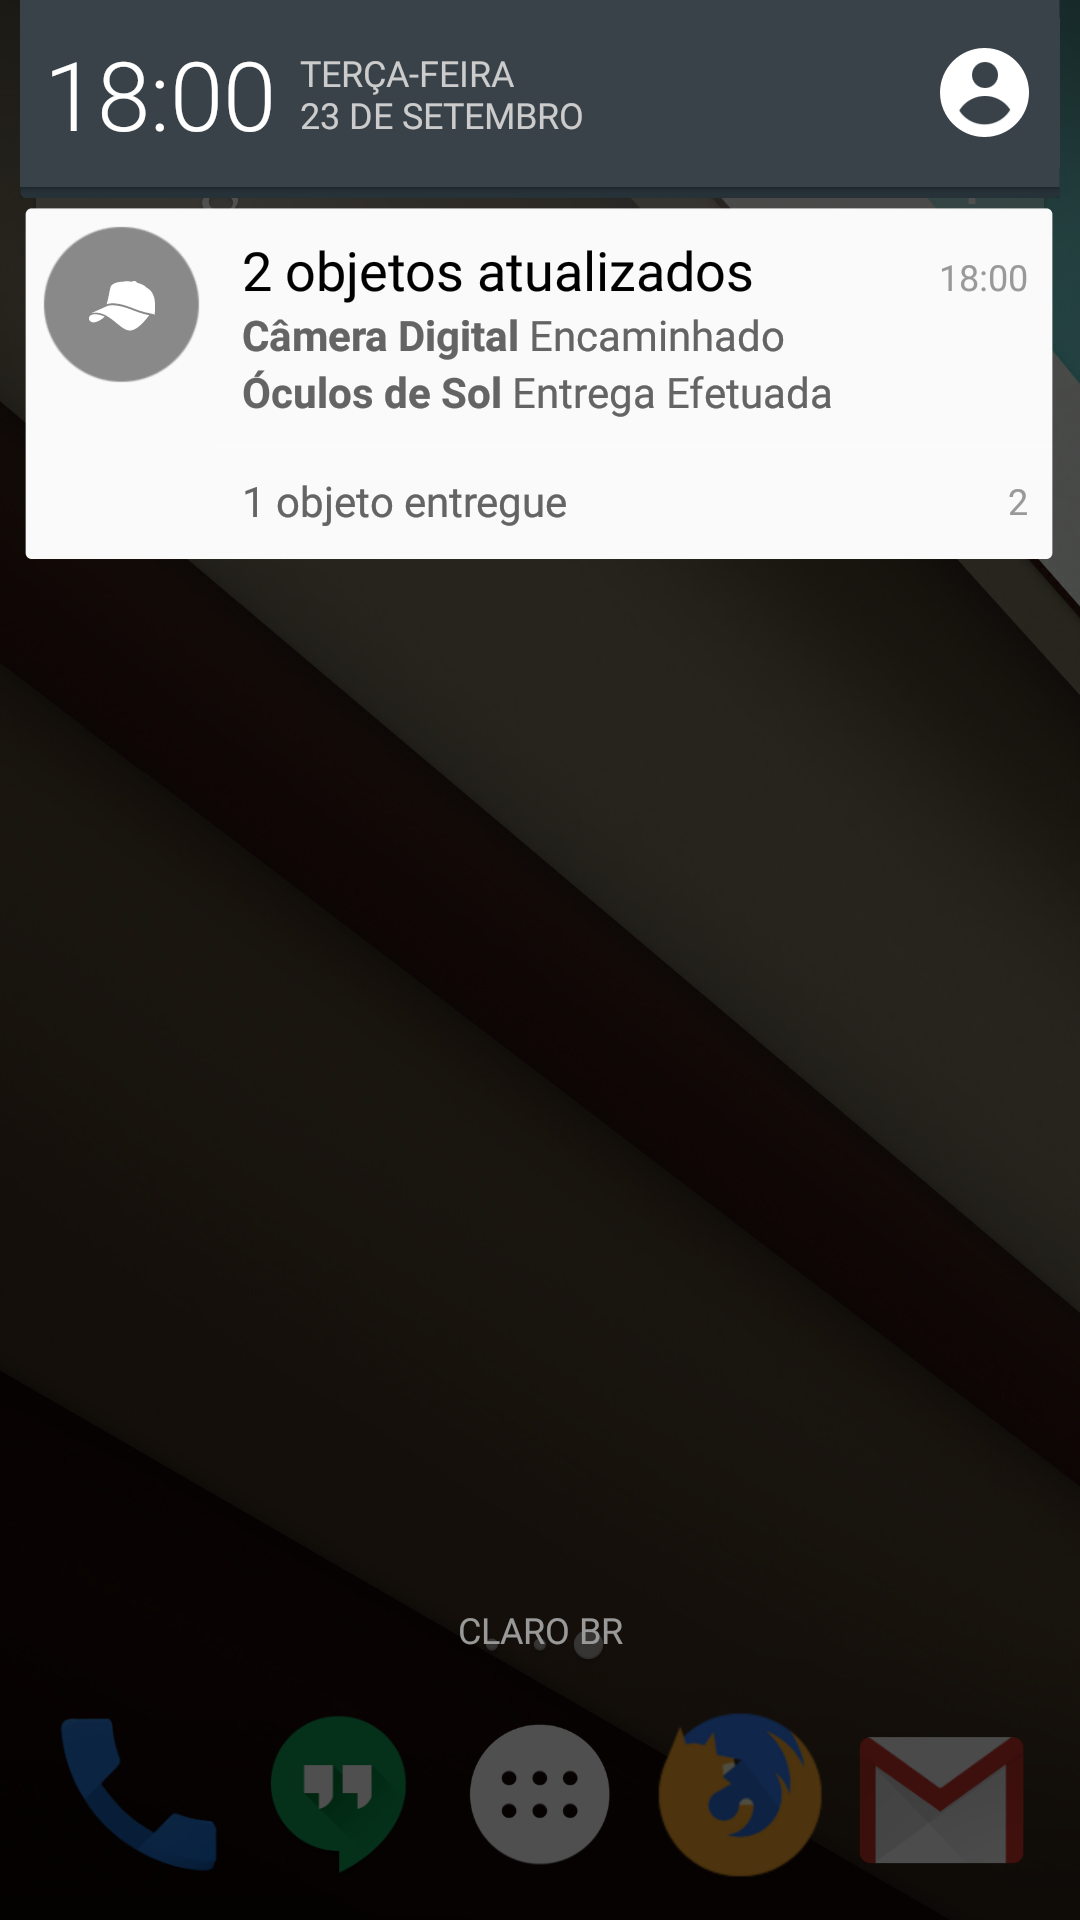 18:00
TERÇA-FEIRA
23 DE SETEMBRO
2 objetos atualizados
18:00
Câmera Digital Encaminhado
Óculos de Sol Entrega Efetuada
1 objeto entregue
2
CLARO BR